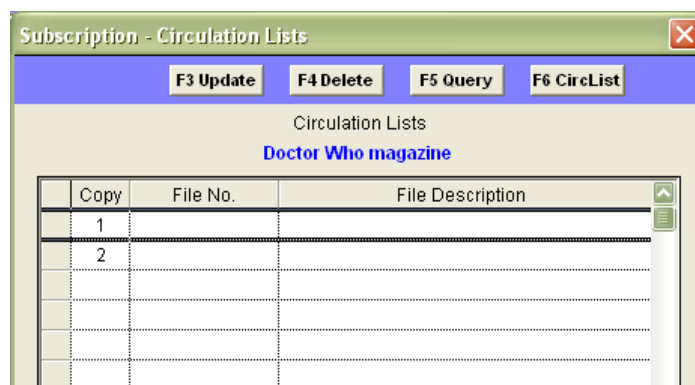 Subscription - Circulation Lists
F3 Update F4 Delete F5 Query F6 CircList
Circulation Lists
Doctor Who magazine
Copy File No. File Description
1
2